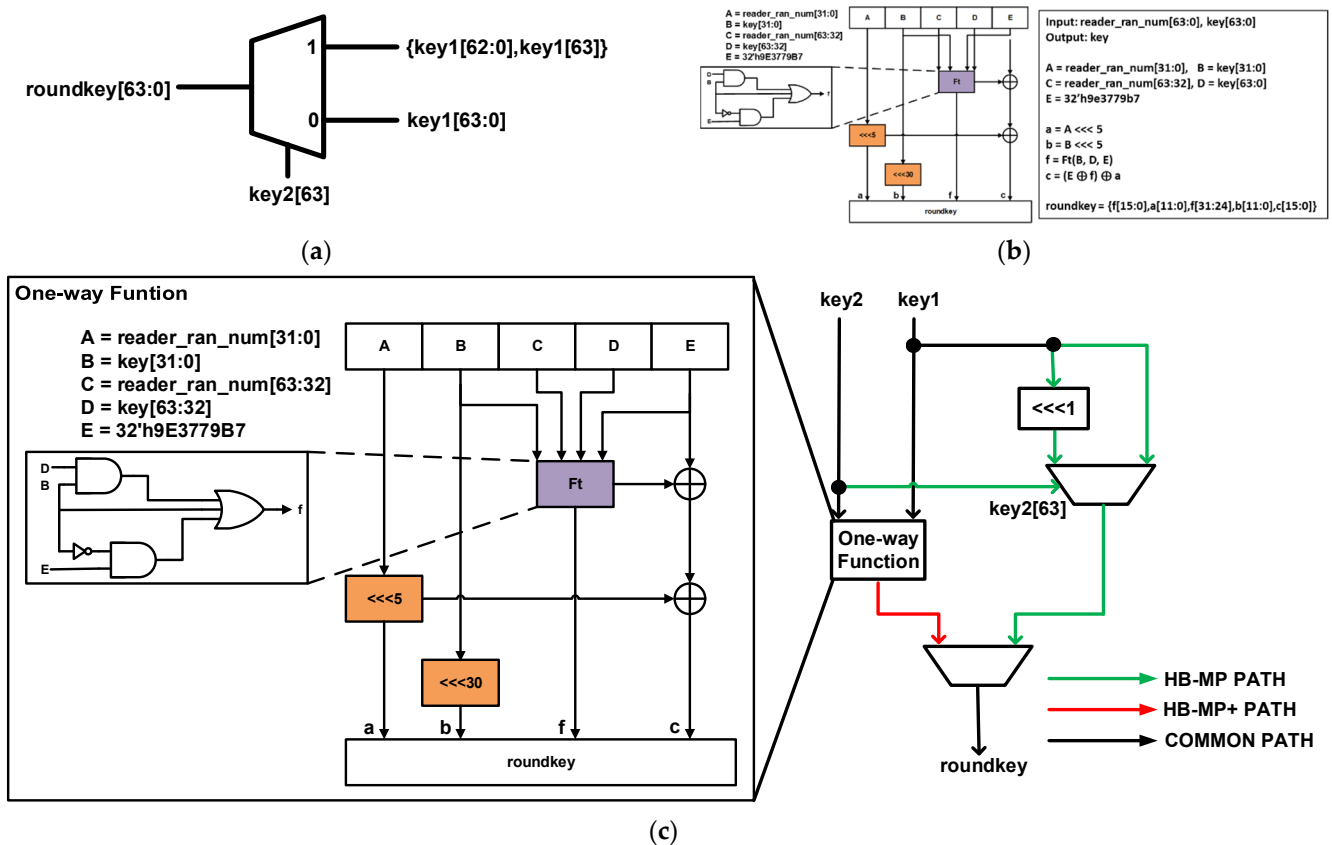 1
{key1[62:0],key1[63]}
roundkey[63:0]
0
key1[63:0]
key2[63]
(a)
A = reader_ran_num[31:0]
B = key[31:0]
C = reader_ran_num[63:32]
D = key[63:32]
E = 32'h9E3779B7
A B C D E
D
B
E
f
Ft
<<<5
<<<30
a b f c
roundkey
Input: reader_ran_num[63:0], key[63:0]
Output: key
A = reader_ran_num[31:0], B = key[31:0]
C = reader_ran_num[63:32], D = key[63:0]
E = 32'h9e3779b7
a = A <<< 5
b = B <<< 5
f = Ft(B, D, E)
c = (E ⊕ f) ⊕ a
roundkey = {f[15:0],a[11:0],f[31:24],b[11:0],c[15:0]}
(b)
One-way Funtion
A = reader_ran_num[31:0]
B = key[31:0]
C = reader_ran_num[63:32]
D = key[63:32]
E = 32'h9E3779B7
A B C D E
D
B
E
f
Ft
<<<5
<<<30
a b f c
roundkey
key2 key1
<<<1
key2[63]
One-way
Function
roundkey
HB-MP PATH
HB-MP+ PATH
COMMON PATH
(c)